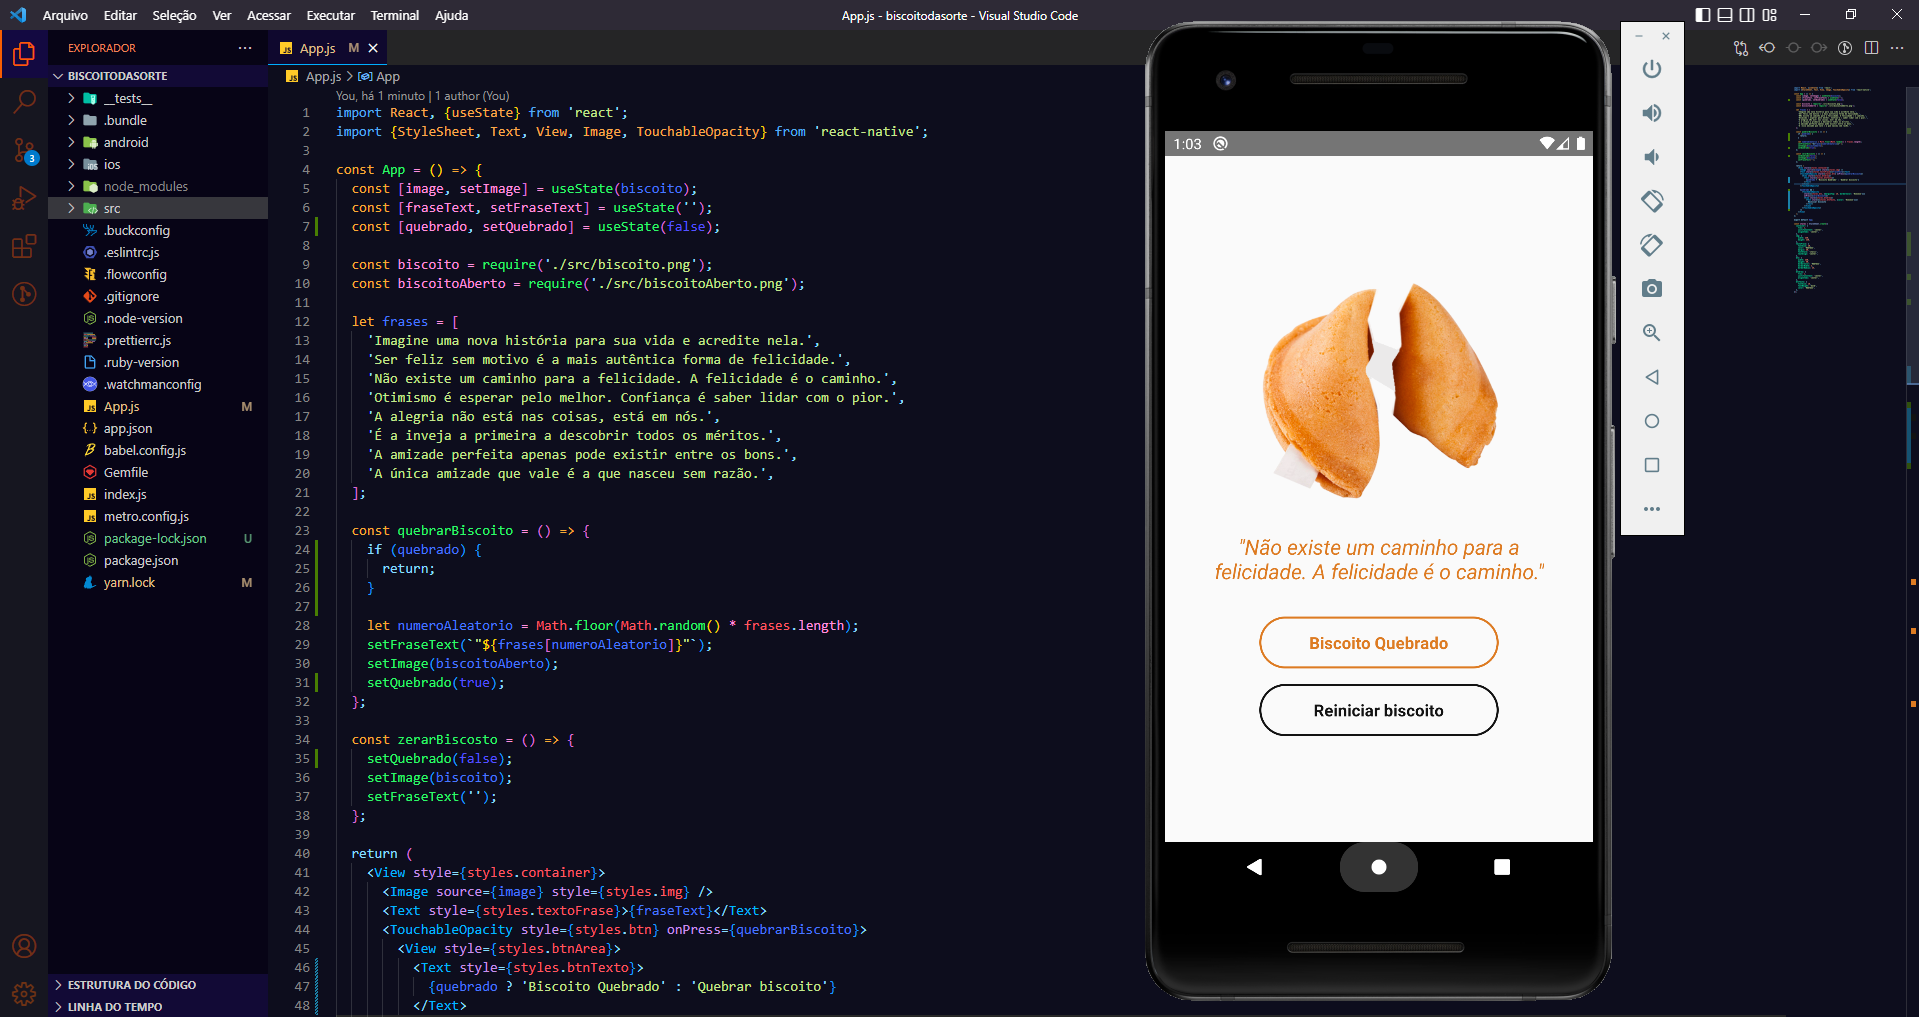 Arquivo Editar Seleção Ver Acessar Executar Terminal Ajuda
App.js - biscoitodasorte - Visual Studio Code
EXPLORADOR
BISCOITODASORTE
__tests__
.bundle
android
ios
node_modules
src
.buckconfig
.eslintrc.js
.flowconfig
.gitignore
.node-version
.prettierrc.js
.ruby-version
.watchmanconfig
App.js M
app.json
babel.config.js
Gemfile
index.js
metro.config.js
package-lock.json U
package.json
yarn.lock M
ESTRUTURA DO CÓDIGO
LINHA DO TEMPO
3
JS App.js M
JS App.js > App
You, há 1 minuto | 1 author (You)
1 import React, {useState} from 'react';
2 import {StyleSheet, Text, View, Image, TouchableOpacity} from 'react-native';
3
4 const App = () => {
5 const [image, setImage] = useState(biscoito);
6 const [fraseText, setFraseText] = useState('');
7 const [quebrado, setQuebrado] = useState(false);
8
9 const biscoito = require('./src/biscoito.png');
10 const biscoitoAberto = require('./src/biscoitoAberto.png');
11
12 let frases = [
13 'Imagine uma nova história para sua vida e acredite nela.',
14 'Ser feliz sem motivo é a mais autêntica forma de felicidade.',
15 'Não existe um caminho para a felicidade. A felicidade é o caminho.',
16 'Otimismo é esperar pelo melhor. Confiança é saber lidar com o pior.',
17 'A alegria não está nas coisas, está em nós.',
18 'É a inveja a primeira a descobrir todos os méritos.',
19 'A amizade perfeita apenas pode existir entre os bons.',
20 'A única amizade que vale é a que nasceu sem razão.',
21 ];
22
23 const quebrarBiscoito = () => {
24 if (quebrado) {
25 return;
26 }
27
28 let numeroAleatorio = Math.floor(Math.random() * frases.length);
29 setFraseText(`"${frases[numeroAleatorio]}"`);
30 setImage(biscoitoAberto);
31 setQuebrado(true);
32 };
33
34 const zerarBiscosto = () => {
35 setQuebrado(false);
36 setImage(biscoito);
37 setFraseText('');
38 };
39
40 return (
41 <View style={styles.container}>
42 <Image source={image} style={styles.img} />
43 <Text style={styles.textoFrase}>{fraseText}</Text>
44 <TouchableOpacity style={styles.btn} onPress={quebrarBiscoito}>
45 <View style={styles.btnArea}>
46 <Text style={styles.btnTexto}>
47 {quebrado ? 'Biscoito Quebrado' : 'Quebrar biscoito'}
48 </Text>
1:03
"Não existe um caminho para a
felicidade. A felicidade é o caminho."
Biscoito Quebrado
Reiniciar biscoito